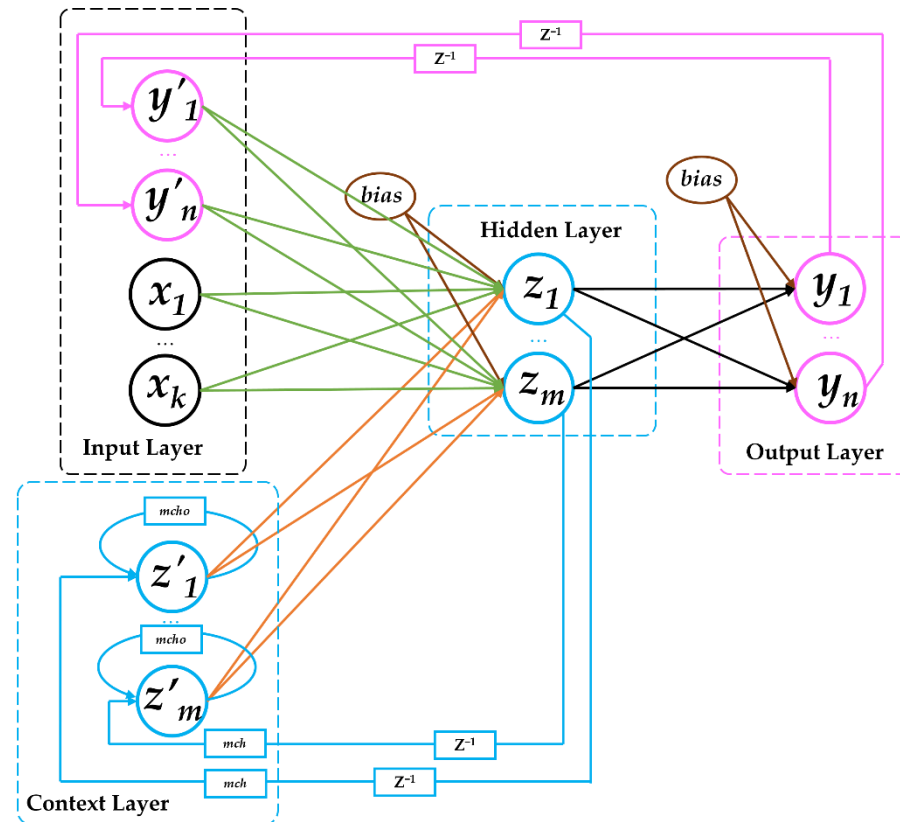 Z⁻¹
Z⁻¹
y'₁
...
y'ₙ
x₁
...
xₖ
Input Layer
bias
Hidden Layer
z₁
...
zₘ
bias
y₁
...
yₙ
Output Layer
mcho
z'₁
...
mcho
z'ₘ
mch
Z⁻¹
mch
Z⁻¹
Context Layer